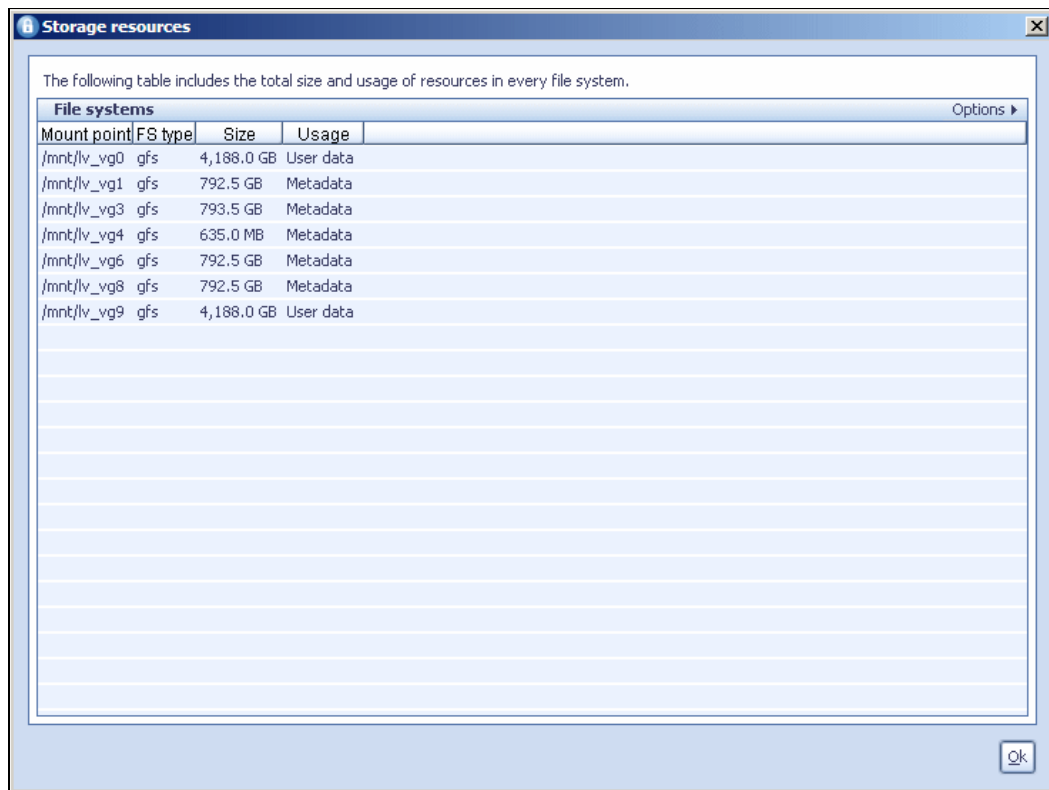 Storage resources
The following table includes the total size and usage of resources in every file system.
File systems Options
Mount point FS type Size Usage
/mnt/lv_vg0 gfs 4,188.0 GB User data
/mnt/lv_vg1 gfs 792.5 GB Metadata
/mnt/lv_vg3 gfs 793.5 GB Metadata
/mnt/lv_vg4 gfs 635.0 MB Metadata
/mnt/lv_vg6 gfs 792.5 GB Metadata
/mnt/lv_vg8 gfs 792.5 GB Metadata
/mnt/lv_vg9 gfs 4,188.0 GB User data
Ok